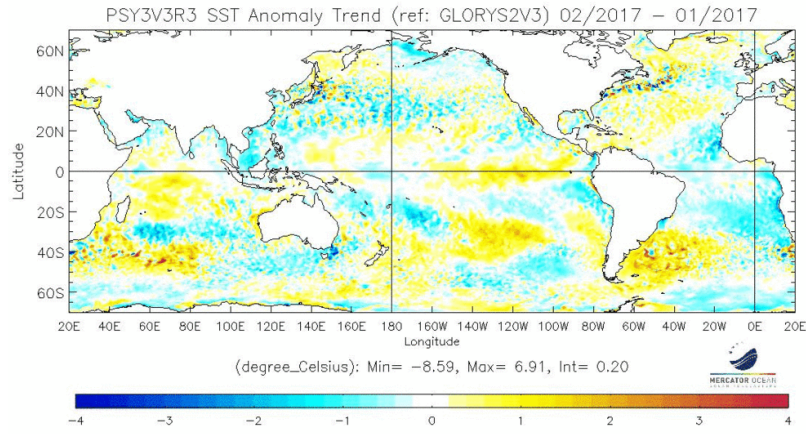 PSY3V3R3 SST Anomaly Trend (ref: GLORYS2V3) 02/2017 - 01/2017
60N
40N
20N
0
20S
40S
60S
Latitude
20E 40E 60E 80E 100E 120E 140E 160E 180 160W 140W 120W 100W 80W 60W 40W 20W 0E 20E
Longitude
(degree_Celsius): Min= -8.59, Max= 6.91, Int= 0.20
MERCATOR OCEAN
-4 -3 -2 -1 0 1 2 3 4